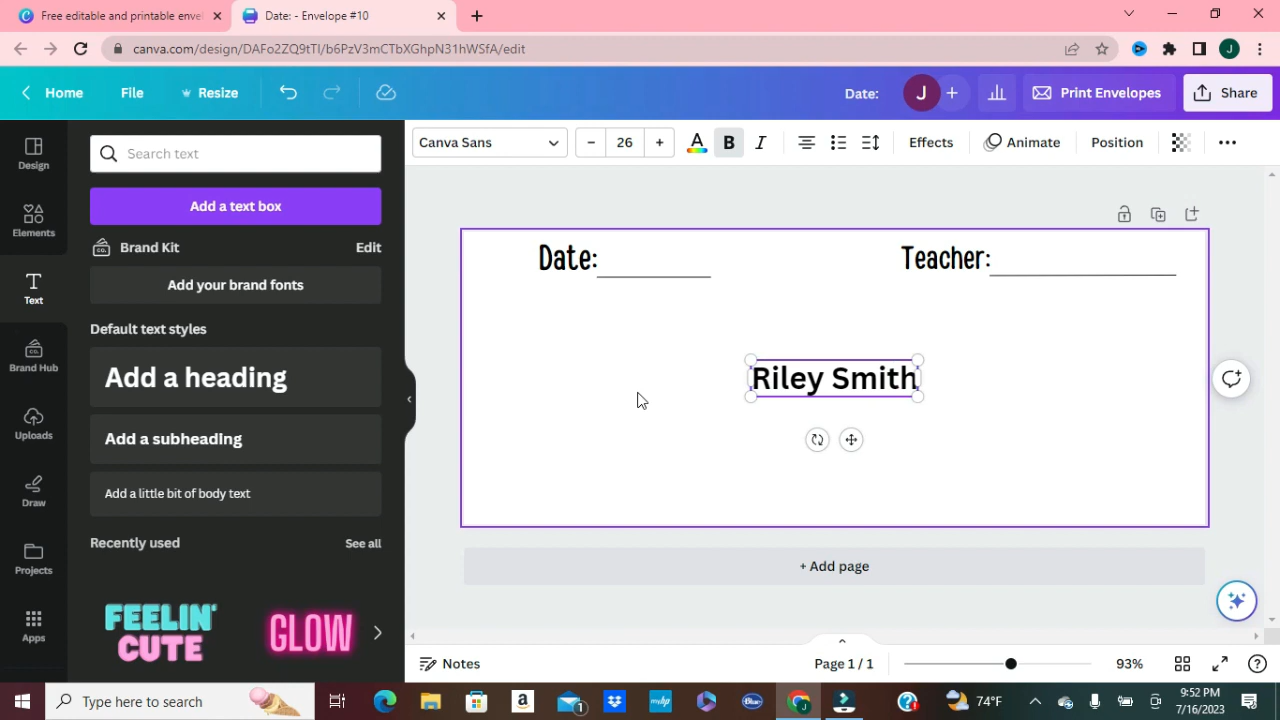 Free editable and printable enve
Date: - Envelope #10
canva.com/design/DAFo2ZQ9tTI/b6PzV3mCTbXGhpN31hWSfA/edit
J
Home
File
Resize
Date:
J
Print Envelopes
Share
Design
Elements
Text
Brand Hub
Uploads
Draw
Projects
Apps
Search text
Add a text box
Brand Kit
Edit
Add your brand fonts
Default text styles
Add a heading
Add a subheading
Add a little bit of body text
Recently used
See all
FEELIN'
CUTE
GLOW
Canva Sans
26
A
B
I
Effects
Animate
Position
Date:
Teacher:
Riley Smith
+ Add page
Notes
Page 1 / 1
93%
Type here to search
1
74°F
9:52 PM
7/16/2023